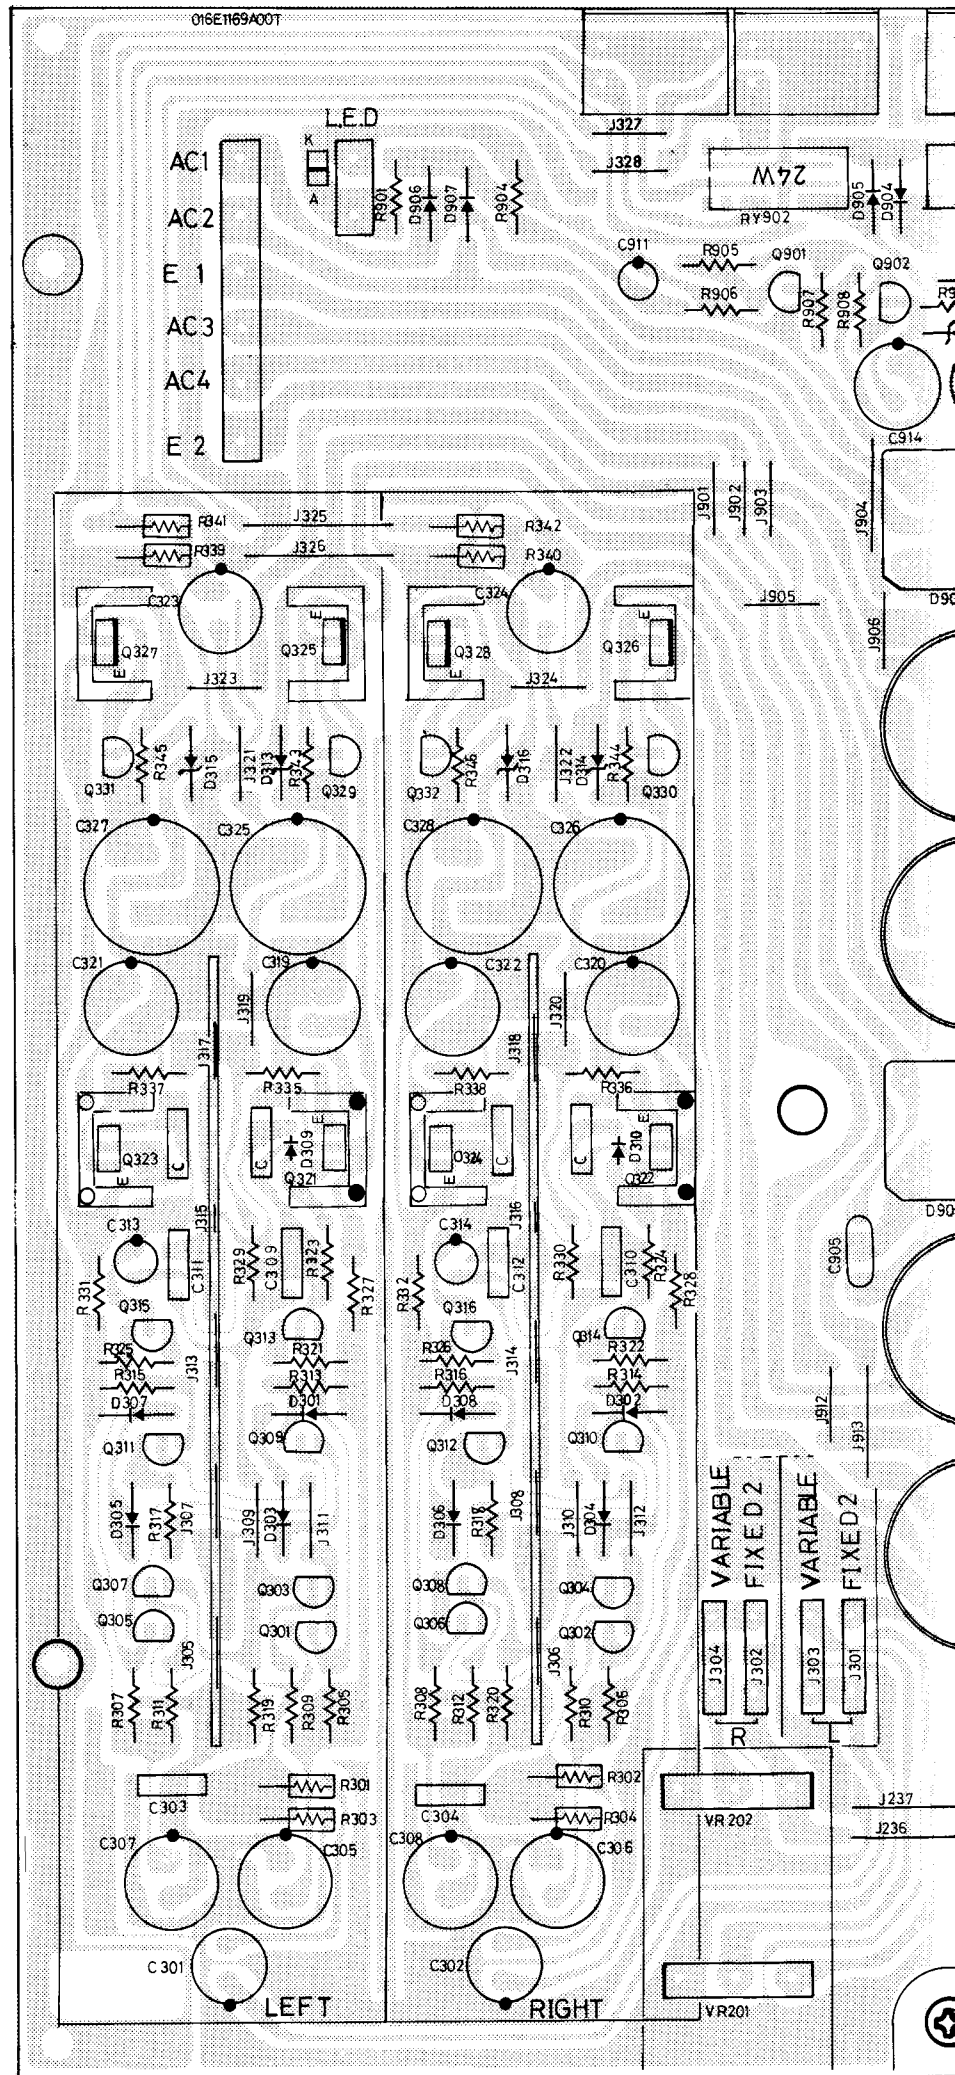 016E1169A00T
L.E.D
J327
K
AC1
J328
24W
A
R901
D906
D907
R904
D905
D904
AC2
RY902
C911
R905
Q901
Q902
E 1
R906
R907
R908
AC3
AC4
C914
E 2
J901
J902
J903
J904
R341
J325
R342
R339
J326
R340
C323
C324
J905
J906
E
E
Q327
Q325
Q328
Q326
E
E
J323
J324
R345
D315
J321
D313
R343
R346
D316
J322
D314
R344
Q331
Q329
Q332
Q330
C327
C325
C328
C326
C321
C319
C322
C320
J319
J320
J317
J318
R337
R335
R338
R336
E
E
Q323
C
C
D309
Q324
C
C
D310
E
Q321
E
Q322
C313
J315
C314
J316
C311
R329
C309
R323
R327
C312
R330
C310
R324
R328
R331
R332
C905
Q315
Q313
Q316
Q314
R325
R321
R326
R322
J313
J314
R315
R313
R316
R314
D307
D301
D308
D302
J912
J913
Q311
Q309
Q312
Q310
D305
R317
J307
J309
D303
J311
D306
R318
J308
J310
D304
J312
VARIABLE
FIXED2
VARIABLE
FIXED2
Q307
Q303
Q308
Q304
Q305
Q301
Q306
Q302
J305
J306
J304
J302
J303
J301
R307
R311
R319
R309
R305
R308
R312
R320
R310
R306
R
L
R301
R302
C303
R303
C304
R304
J237
VR202
J236
C307
C305
C308
C306
C301
C302
LEFT
RIGHT
VR201